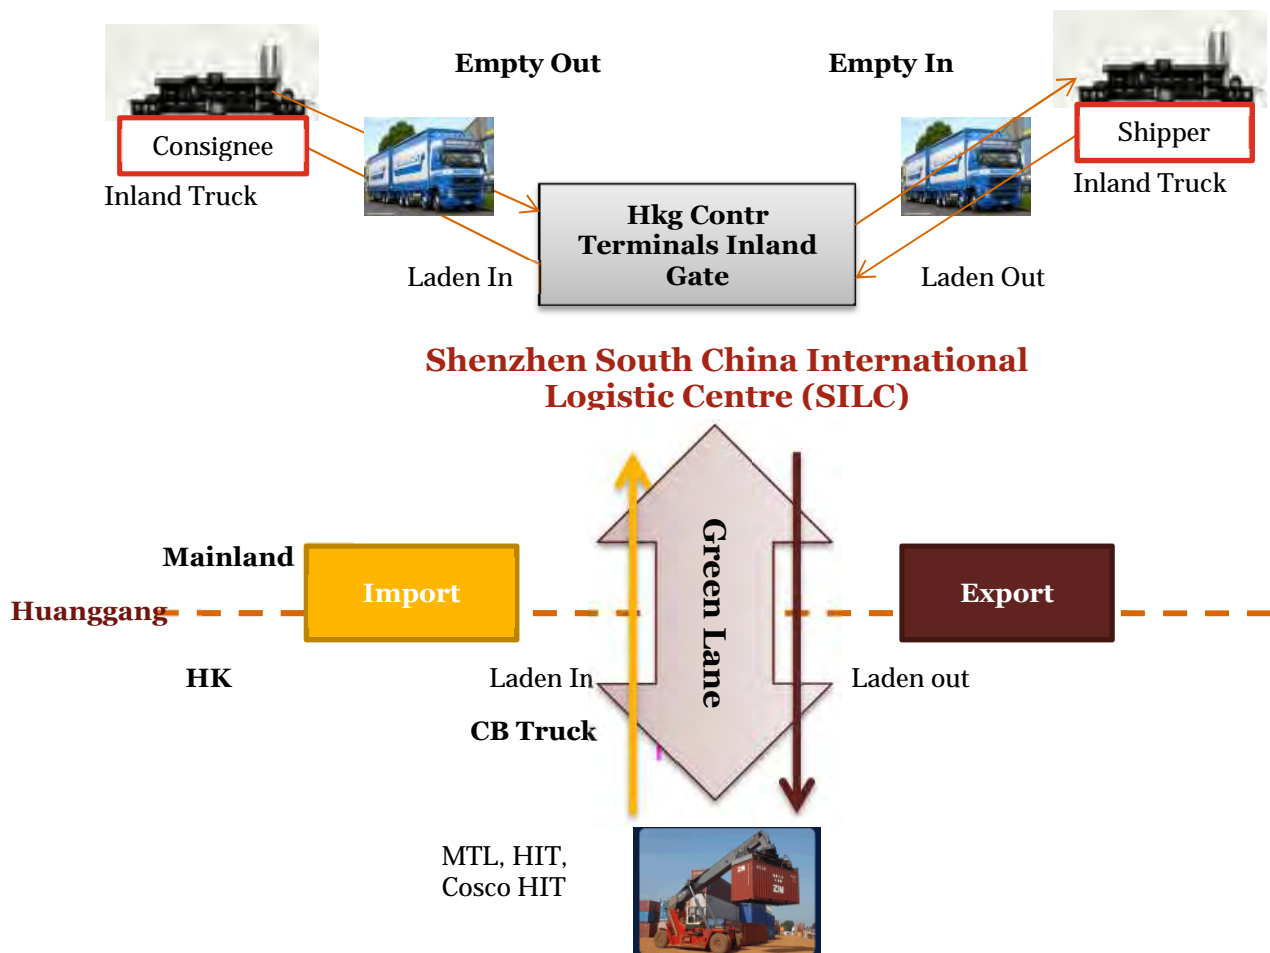 Empty Out
Empty In
Consignee
Shipper
Inland Truck
Inland Truck
Hkg Contr
Terminals Inland
Gate
Laden In
Laden Out
Shenzhen South China International
Logistic Centre (SILC)
Green Lane
Mainland
Import
Export
Huanggang
HK
Laden In
Laden out
CB Truck
MTL, HIT,
Cosco HIT
ZIM